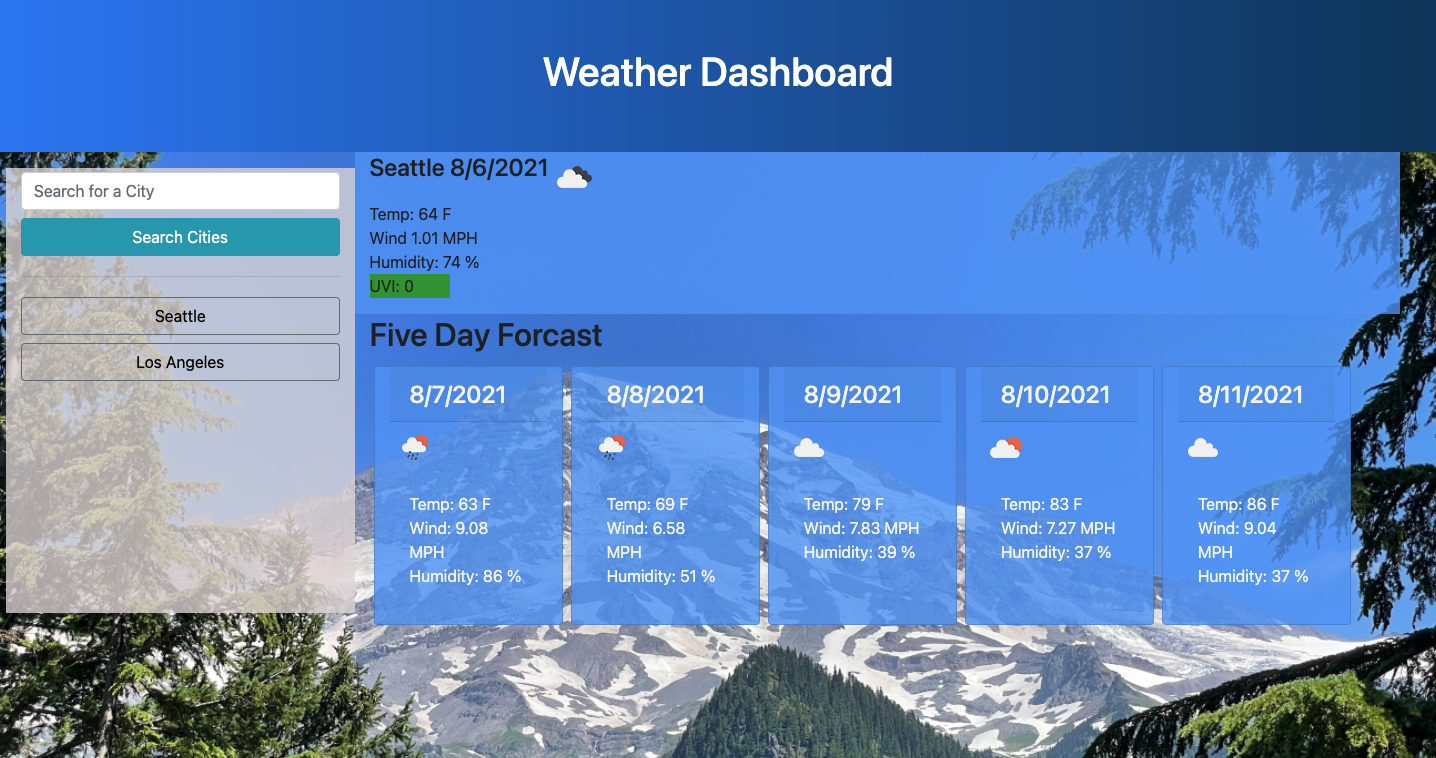 Weather Dashboard
Search for a City
Search Cities
Seattle
Los Angeles
Seattle 8/6/2021
Temp: 64 F
Wind 1.01 MPH
Humidity: 74 %
UVI: 0
Five Day Forcast
8/7/2021
Temp: 63 F
Wind: 9.08
MPH
Humidity: 86 %
8/8/2021
Temp: 69 F
Wind: 6.58
MPH
Humidity: 51 %
8/9/2021
Temp: 79 F
Wind: 7.83 MPH
Humidity: 39 %
8/10/2021
Temp: 83 F
Wind: 7.27 MPH
Humidity: 37 %
8/11/2021
Temp: 86 F
Wind: 9.04
MPH
Humidity: 37 %